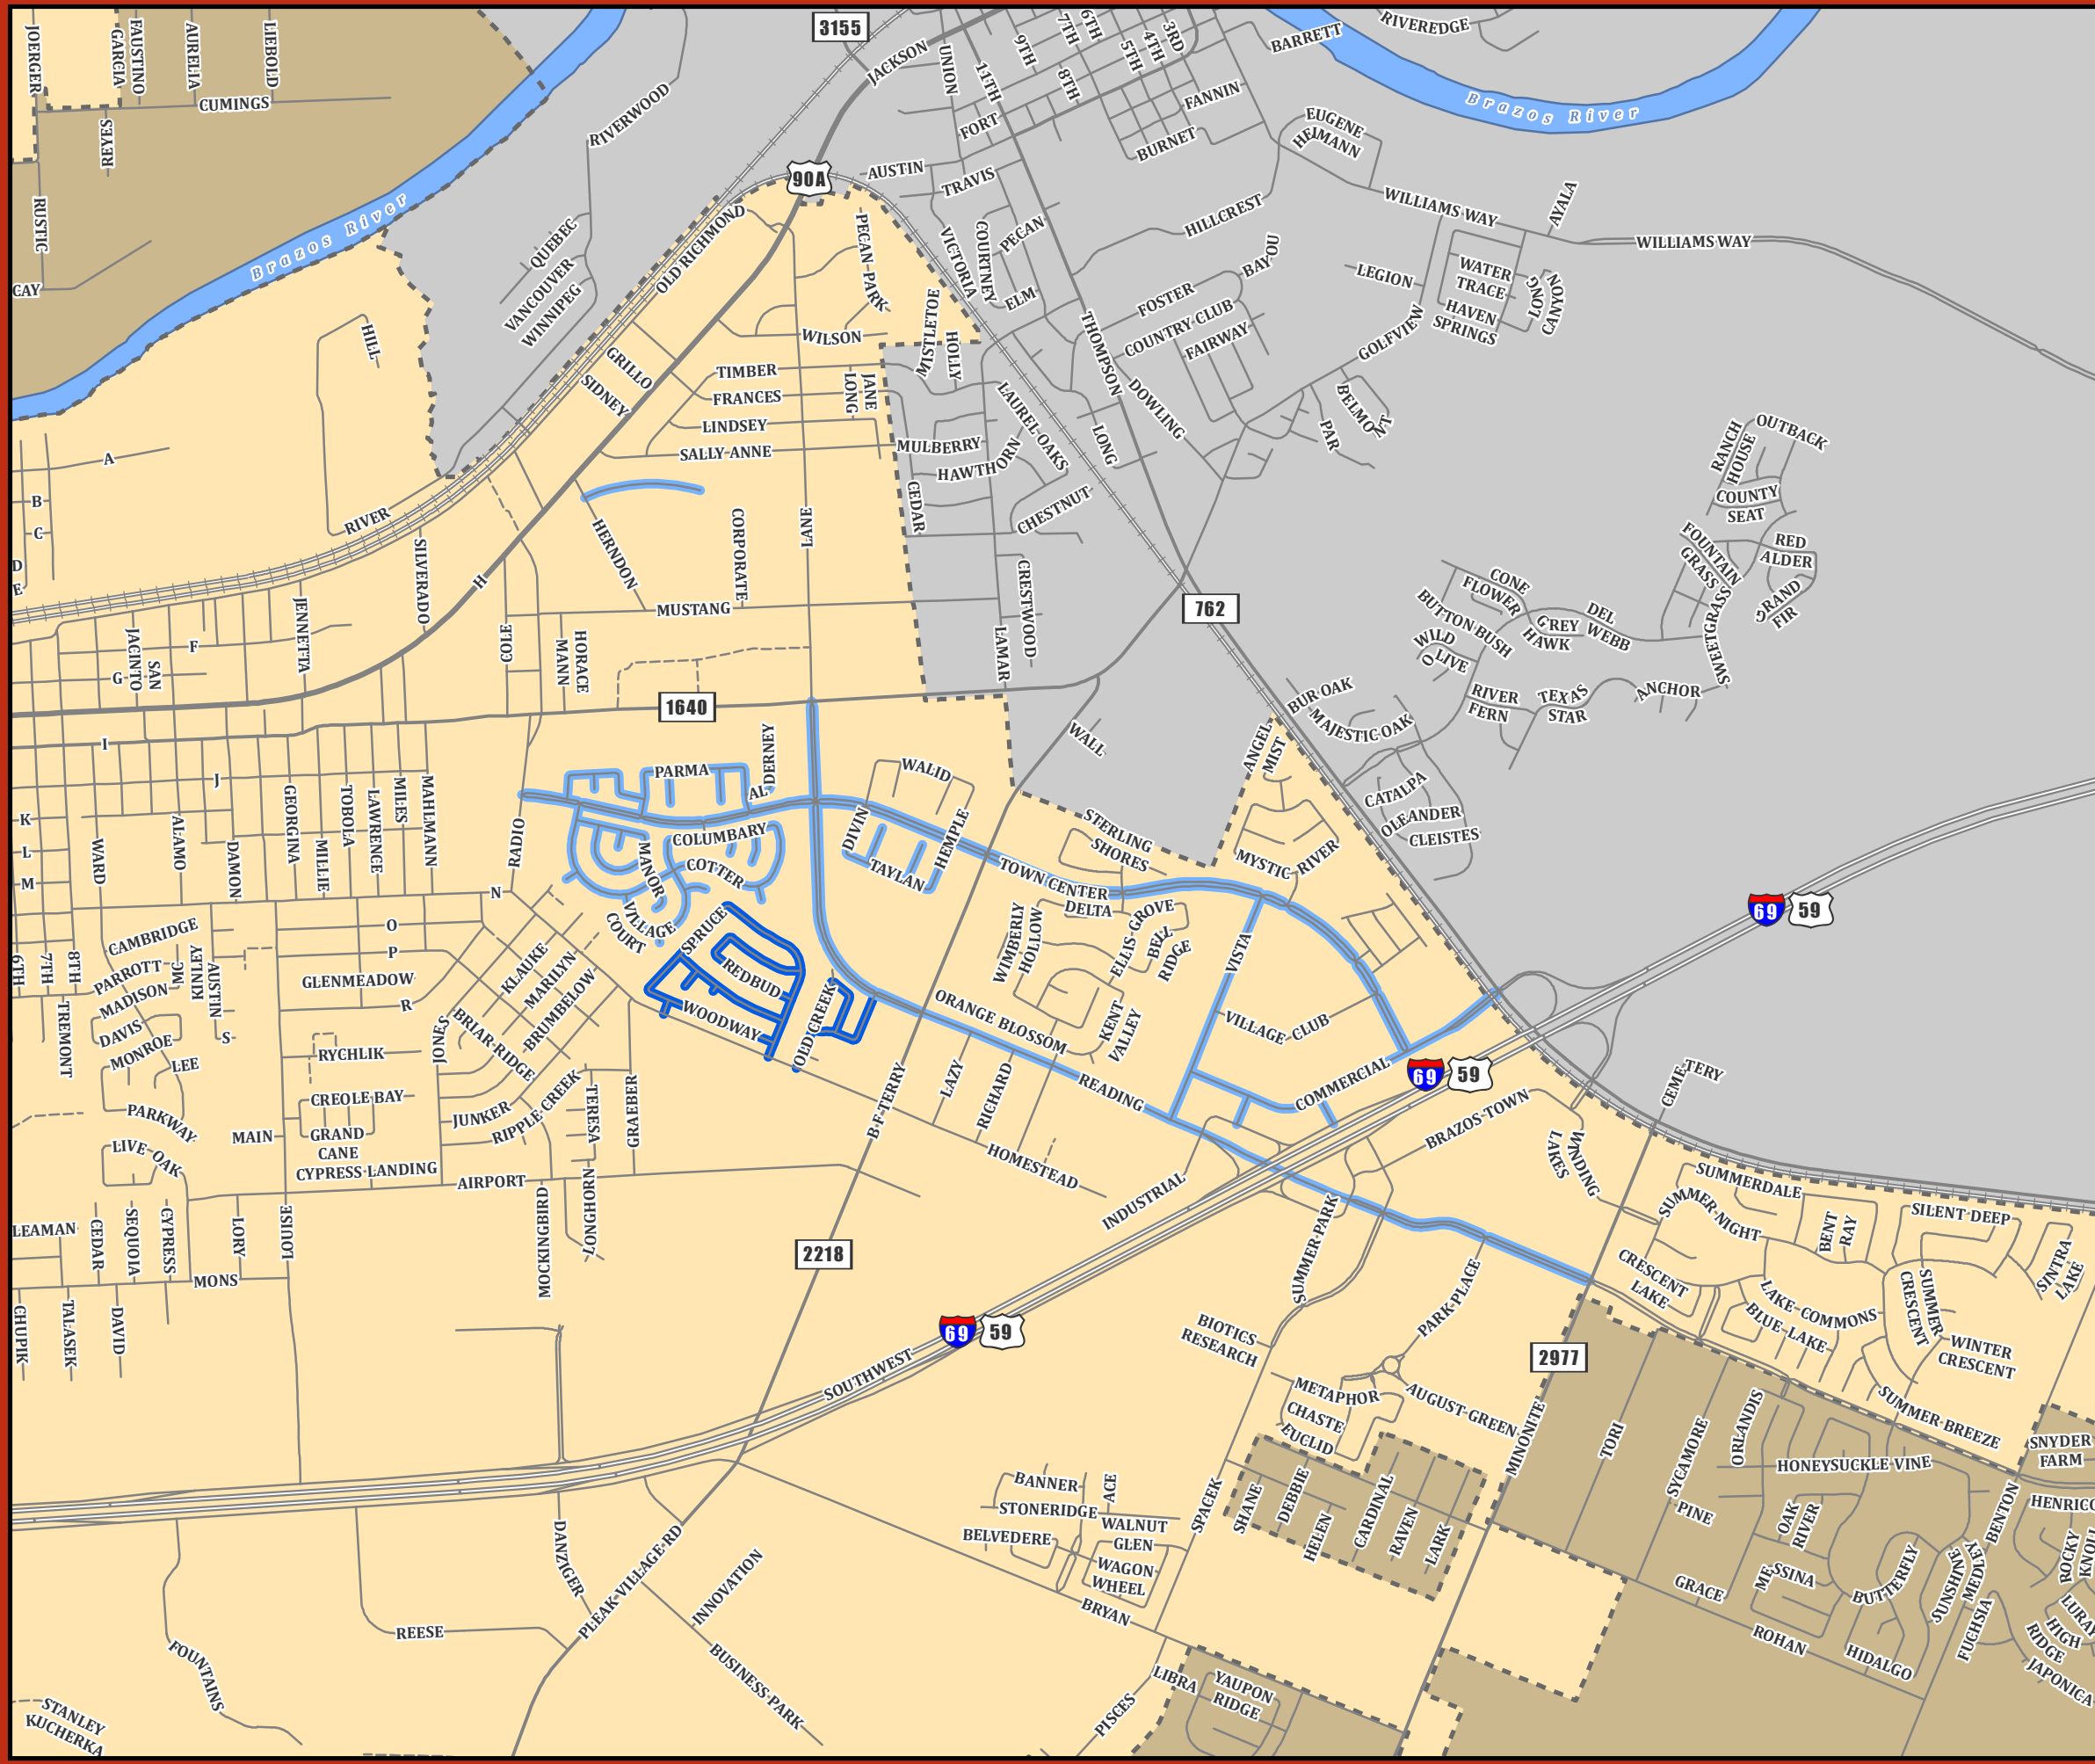 JOERGER
GARCIA
FAUSTINO
AURELIA
LIEBOLD
CUMINGS
REYES
RUSTIC
CAY
Brazos River
RIVERWOOD
3155
JACKSON
UNION
11TH
9TH
7TH
6TH
8TH
5TH
4TH
3RD
FORT
FANNIN
BURNET
BARRETT
RIVEREDGE
Brazos River
EUGENE
HEIMANN
90A
AUSTIN
TRAVIS
WILLIAMS WAY
AYALA
WILLIAMS WAY
HILLCREST
QUEBEC
VANCOUVER
WINNIPEG
OLD RICHMOND
PECAN PARK
VICTORIA
COURTNEY
PECAN
ELM
BAYOU
LEGION
WATER
TRACE
HAVEN
SPRINGS
LONG
CANYON
FOSTER
COUNTRY CLUB
FAIRWAY
GOLFVIEW
THOMPSON
HILL
GRILLO
SIDNEY
WILSON
MISTLETOE
HOLLY
TIMBER
FRANCES
LINDSEY
SALLY ANNE
JANE
LONG
LAUREL OAKS
DOWLING
BELMONT
PAR
LONG
MULBERRY
HAWTHORN
CEDAR
CHESTNUT
OUTBACK
RANCH
HOUSE
COUNTY
SEAT
A
B
C
D
E
RIVER
SILVERADO
H
HERNDON
CORPORATE
LANE
MUSTANG
CRESTWOOD
LAMAR
762
FOUNTAIN
GRASS
RED
ALDER
GRAND
FIR
SWEETGRASS
CONE
FLOWER
BUTTON BUSH
WILD
OLIVE
GREY
HAWK
DEL
WEBB
RIVER
FERN
TEXAS
STAR
ANCHOR
JENNETTA
COLE
HORACE
MANN
F
G
SAN
JACINTO
1640
WALL
BUR OAK
MAJESTIC OAK
ANGEL
MIST
CATALPA
OLEANDER
CLEISTES
I
J
K
L
M
WARD
ALAMO
DAMON
GEORGINA
MILLIE
TOBOLA
LAWRENCE
MILES
MAHLMANN
RADIO
PARMA
ALDERNEY
COLUMBARY
MANOR
COTTER
DIVIN
WALID
TAYLAN
HEMPLE
TOWN CENTER
STERLING
SHORES
MYSTIC RIVER
DELTA
N
O
P
R
S
CAMBRIDGE
PARROTT
MADISON
DAVIS
MONROE
LEE
MC
KINLEY
AUSTIN
6TH
7TH
8TH
TREMONT
GLENMEADOW
KLAUKE
MARILYN
BRUMBELOW
VILLAGE
COURT
SPRUCE
REDBUD
WOODWAY
OLD CREEK
WIMBERLY
HOLLOW
ELLIS GROVE
BELL
RIDGE
VISTA
69
59
ORANGE BLOSSOM
KENT
VALLEY
VILLAGE CLUB
JONES
BRIAR RIDGE
RYCHLIK
CREOLE BAY
JUNKER
RIPPLE CREEK
TERESA
GRAEBER
B F TERRY
LAZY
RICHARD
READING
COMMERCIAL
69
59
BRAZOS TOWN
CEMETERY
WINDING
LAKES
PARKWAY
LIVE OAK
MAIN
GRAND
CANE
CYPRESS LANDING
AIRPORT
HOMESTEAD
INDUSTRIAL
SUMMERDALE
SUMMER NIGHT
BENT
RAY
SILENT DEEP
SINTRA
LAKE
LEAMAN
CEDAR
SEQUOIA
CYPRESS
LORY
LOUISE
MOCKINGBIRD
LONGHORN
2218
SUMMER PARK
PARK PLACE
CRESCENT
LAKE
LAKE COMMONS
BLUE LAKE
SUMMER
CRESCENT
WINTER
CRESCENT
MONS
CHUPIK
TALASEK
DAVID
69
59
SOUTHWEST
BIOTICS
RESEARCH
2977
METAPHOR
CHASTE
EUCLID
AUGUST GREEN
MINONITE
SUMMER BREEZE
SNYDER
FARM
TORI
SYCAMORE
ORLANDIS
HONEYSUCKLE VINE
PINE
OAK
RIVER
BENTON
HENRICO
BANNER
ACE
STONERIDGE
BELVEDERE
WALNUT
GLEN
WAGON
WHEEL
SPACEK
SHANE
DEBBIE
HELEN
CARDINAL
RAVEN
LARK
DANZIGER
PLEAK VILLAGE RD
INNOVATION
BRYAN
GRACE
MESSINA
BUTTERFLY
SUNSHINE
MEDLEY
ROCKY
KNOLL
LURAY
HIGH
RIDGE
JAPONICA
FUCHSIA
ROHAN
HIDALGO
REESE
FOUNTAINS
BUSINESS PARK
LIBRA
YAUPON
RIDGE
PISCES
STANLEY
KUCHERKA